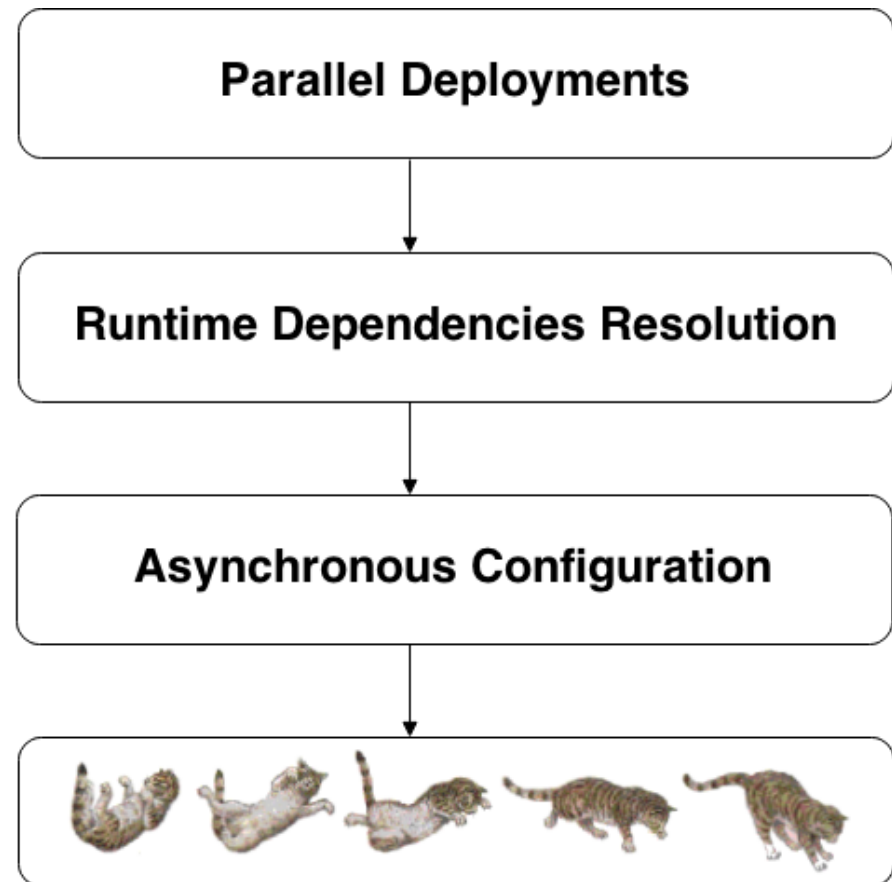 Parallel Deployments
Runtime Dependencies Resolution
Asynchronous Configuration